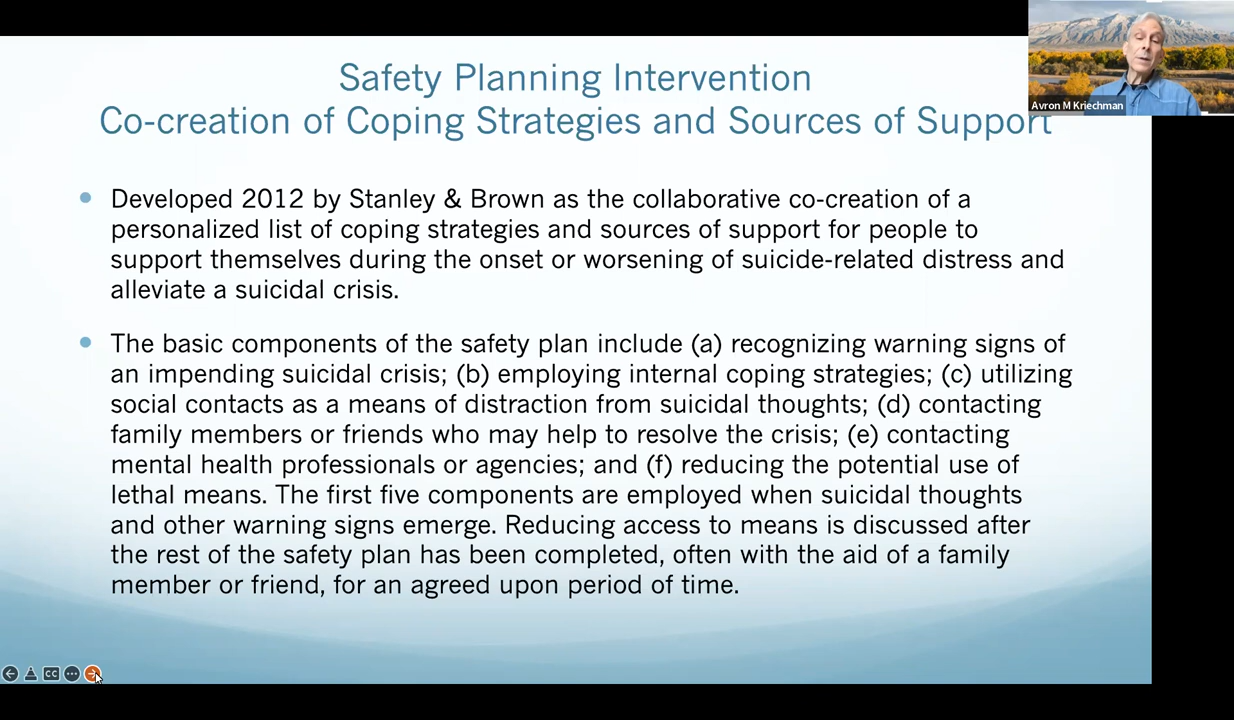 Safety Planning Intervention
Co-creation of Coping Strategies and Sources of Support
Avron M Kriechman
Developed 2012 by Stanley & Brown as the collaborative co-creation of a
personalized list of coping strategies and sources of support for people to
support themselves during the onset or worsening of suicide-related distress and
alleviate a suicidal crisis.
The basic components of the safety plan include (a) recognizing warning signs of
an impending suicidal crisis; (b) employing internal coping strategies; (c) utilizing
social contacts as a means of distraction from suicidal thoughts; (d) contacting
family members or friends who may help to resolve the crisis; (e) contacting
mental health professionals or agencies; and (f) reducing the potential use of
lethal means. The first five components are employed when suicidal thoughts
and other warning signs emerge. Reducing access to means is discussed after
the rest of the safety plan has been completed, often with the aid of a family
member or friend, for an agreed upon period of time.
CC